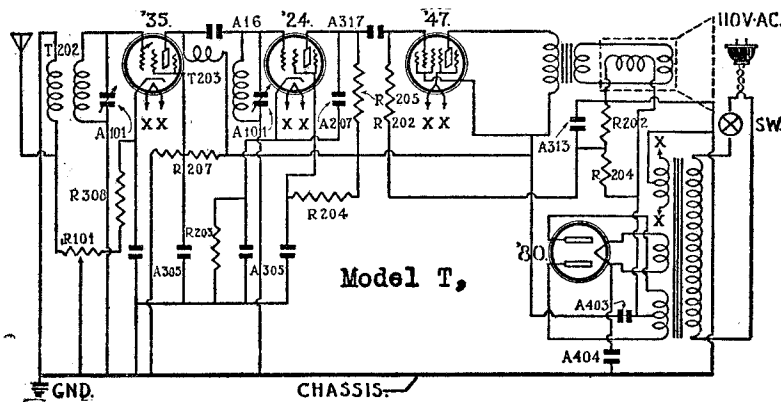 '35. A16 '24. A317 '47. 110V-AC.
T202
T203
R205
R202
A101 X X A101 X X A207 X X SW.
R202
A313
R207 R204 X
R308
R204 X
R203
R101 '80.
A305 A305 Model T,
A403
A404
GND. CHASSIS.